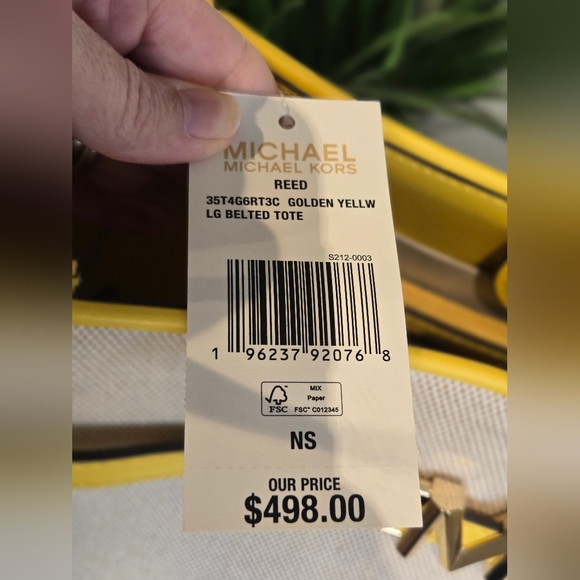 MICHAEL
MICHAEL KORS
REED
35T4G6RT3C GOLDEN YELLW
LG BELTED TOTE
S212-0003
1 96237 92076 8
FSC
MIX
Paper
FSC™ C012345
NS
OUR PRICE
$498.00